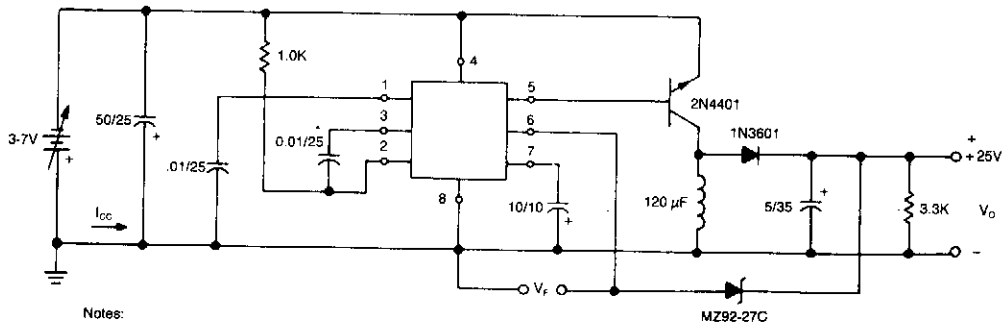 1.0K
4
1
5
2N4401
3-7V
50/25
+
+
3
0.01/25
6
1N3601
+
+25V
.01/25
2
7
+
ICC
8
10/10
+
120 µF
5/35
3.3K
VO
-
VF
Notes:
MZ92-27C